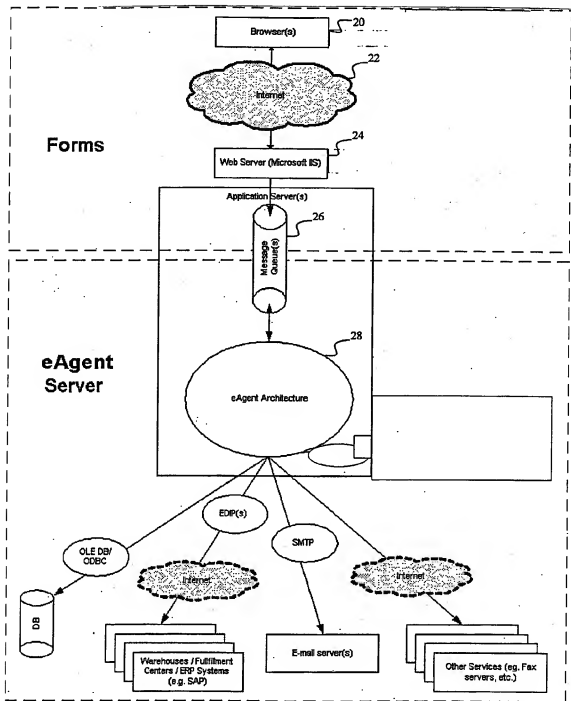 20
Browser(s)
22
Internet
24
Forms
Web Server (Microsoft IIS)
Application Server(s)
26
Message
Queue(s)
28
eAgent
Server
eAgent Architecture
EDIP(s)
OLE DB/
ODBC
SMTP
Internet
Internet
DB
Warehouses / Fulfillment
Centers / ERP Systems
(e.g. SAP)
E-mail server(s)
Other Services (eg. Fax
servers, etc.)